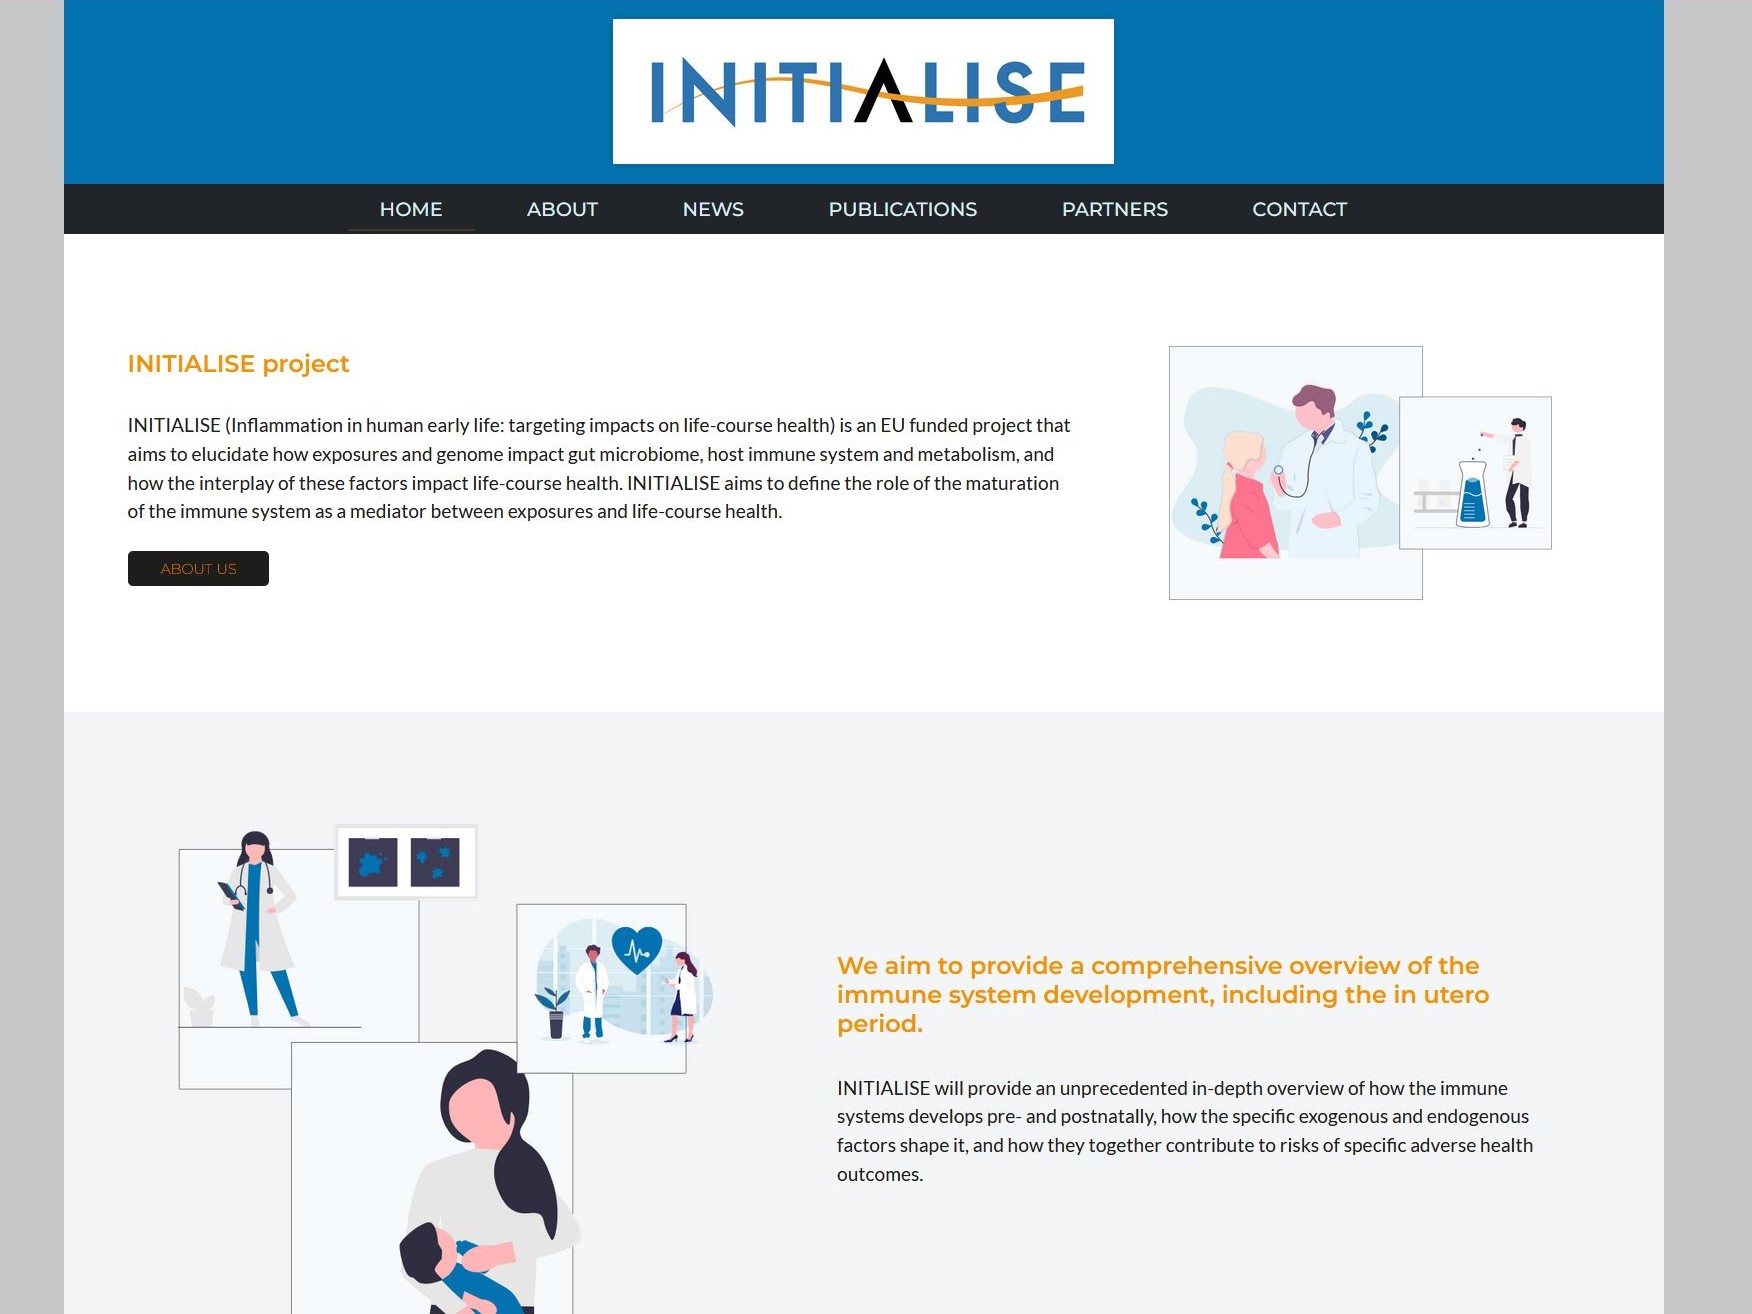 INITIALISE
HOME ABOUT NEWS PUBLICATIONS PARTNERS CONTACT
INITIALISE project
INITIALISE (Inflammation in human early life: targeting impacts on life-course health) is an EU funded project that
aims to elucidate how exposures and genome impact gut microbiome, host immune system and metabolism, and
how the interplay of these factors impact life-course health. INITIALISE aims to define the role of the maturation
of the immune system as a mediator between exposures and life-course health.
ABOUT US
We aim to provide a comprehensive overview of the
immune system development, including the in utero
period.
INITIALISE will provide an unprecedented in-depth overview of how the immune
systems develops pre- and postnatally, how the specific exogenous and endogenous
factors shape it, and how they together contribute to risks of specific adverse health
outcomes.